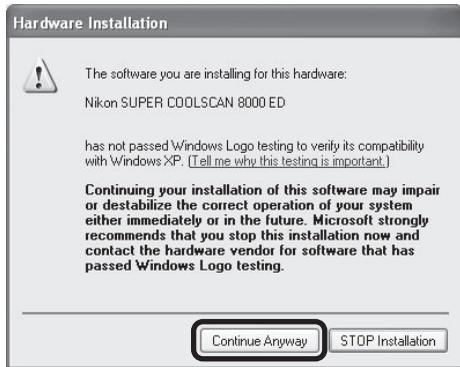 Hardware Installation
The software you are installing for this hardware:
Nikon SUPER COOLSCAN 8000 ED
has not passed Windows Logo testing to verify its compatibility
with Windows XP. (Tell me why this testing is important.)
Continuing your installation of this software may impair
or destabilize the correct operation of your system
either immediately or in the future. Microsoft strongly
recommends that you stop this installation now and
contact the hardware vendor for software that has
passed Windows Logo testing.
Continue Anyway STOP Installation